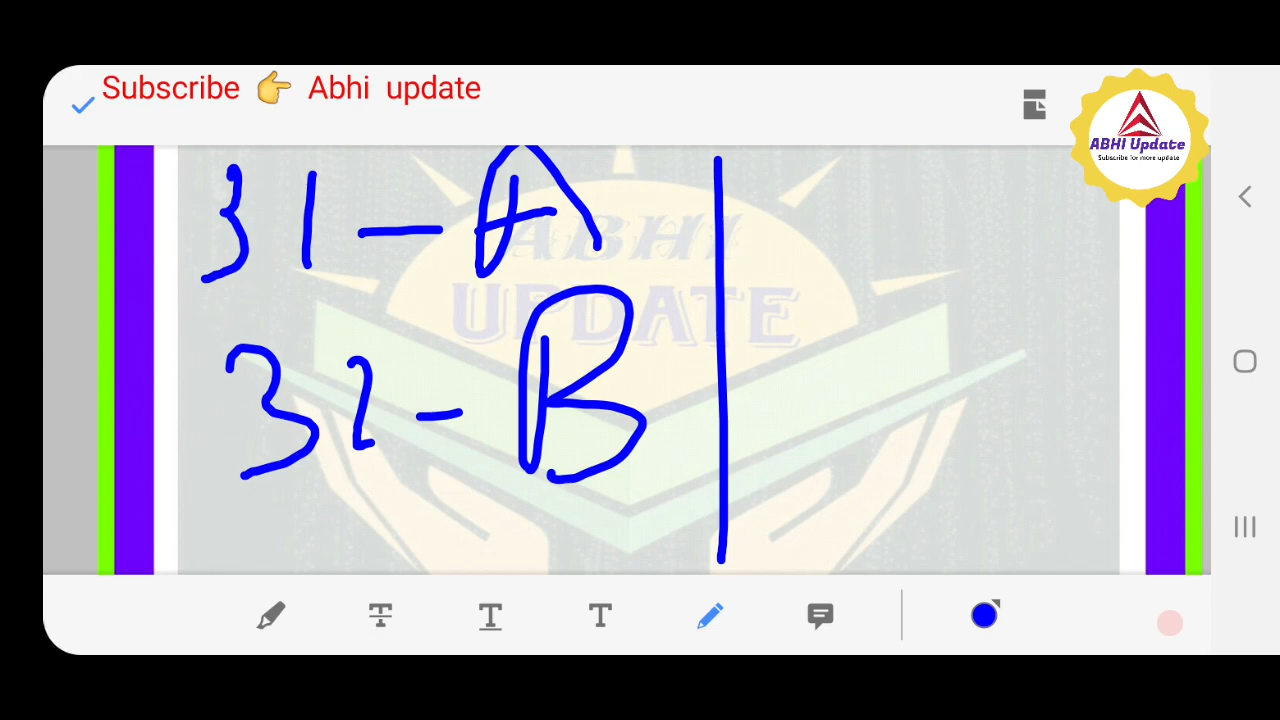 Subscribe 👉 Abhi update
ABHI Update
Subscribe for more update
31 - A
ABHI
UPDATE
32 - B
T T T